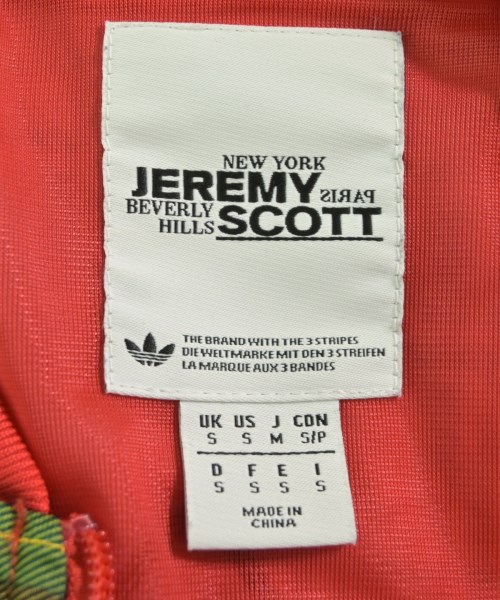 NEW YORK
JEREMY PARIS
BEVERLY
HILLS SCOTT
THE BRAND WITH THE 3 STRIPES
DIE WELTMARKE MIT DEN 3 STREIFEN
LA MARQUE AUX 3 BANDES
UK US J CDN
S S M S/P
D F E I
S S S S
MADE IN
CHINA